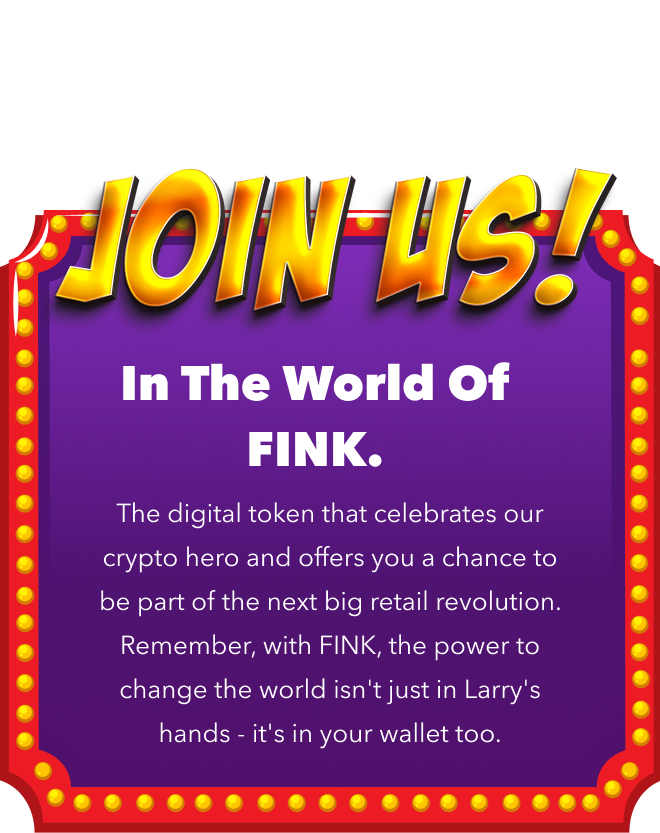 JOIN US!
In The World Of
FINK.
The digital token that celebrates our
crypto hero and offers you a chance to
be part of the next big retail revolution.
Remember, with FINK, the power to
change the world isn't just in Larry's
hands - it's in your wallet too.